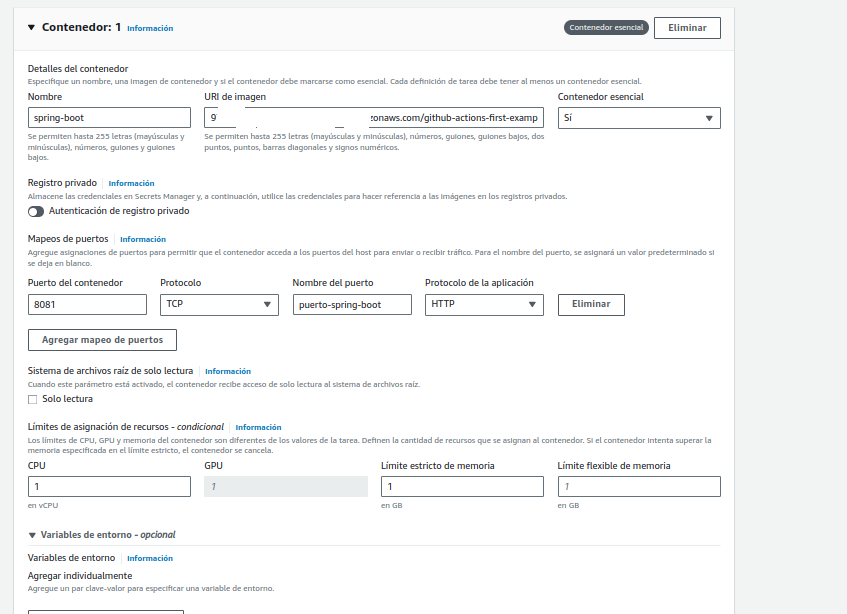 Contenedor: 1 Información
Contenedor esencial
Eliminar
Detalles del contenedor
Especifique un nombre, una imagen de contenedor y si el contenedor debe marcarse como esencial. Cada definición de tarea debe tener al menos un contenedor esencial.
Nombre
URI de imagen
Contenedor esencial
spring-boot
9 zonaws.com/github-actions-first-examp
Sí
Se permiten hasta 255 letras (mayúsculas y
minúsculas), números, guiones y guiones
bajos.
Se permiten hasta 255 letras (mayúsculas y minúsculas), números, guiones, guiones bajos, dos
puntos, puntos, barras diagonales y signos numéricos.
Registro privado Información
Almacene las credenciales en Secrets Manager y, a continuación, utilice las credenciales para hacer referencia a las imágenes en los registros privados.
Autenticación de registro privado
Mapeos de puertos Información
Agregue asignaciones de puertos para permitir que el contenedor acceda a los puertos del host para enviar o recibir tráfico. Para el nombre del puerto, se asignará un valor predeterminado si
se deja en blanco.
Puerto del contenedor
Protocolo
Nombre del puerto
Protocolo de la aplicación
8081
TCP
puerto-spring-boot
HTTP
Eliminar
Agregar mapeo de puertos
Sistema de archivos raíz de solo lectura Información
Cuando este parámetro está activado, el contenedor recibe acceso de solo lectura al sistema de archivos raíz.
Solo lectura
Límites de asignación de recursos - condicional Información
Los límites de CPU, GPU y memoria del contenedor son diferentes de los valores de la tarea. Definen la cantidad de recursos que se asignan al contenedor. Si el contenedor intenta superar la
memoria especificada en el límite estricto, el contenedor se cancela.
CPU
GPU
Límite estricto de memoria
Límite flexible de memoria
1
1
1
1
en vCPU
en GB
en GB
Variables de entorno - opcional
Variables de entorno Información
Agregar individualmente
Agregue un par clave-valor para especificar una variable de entorno.